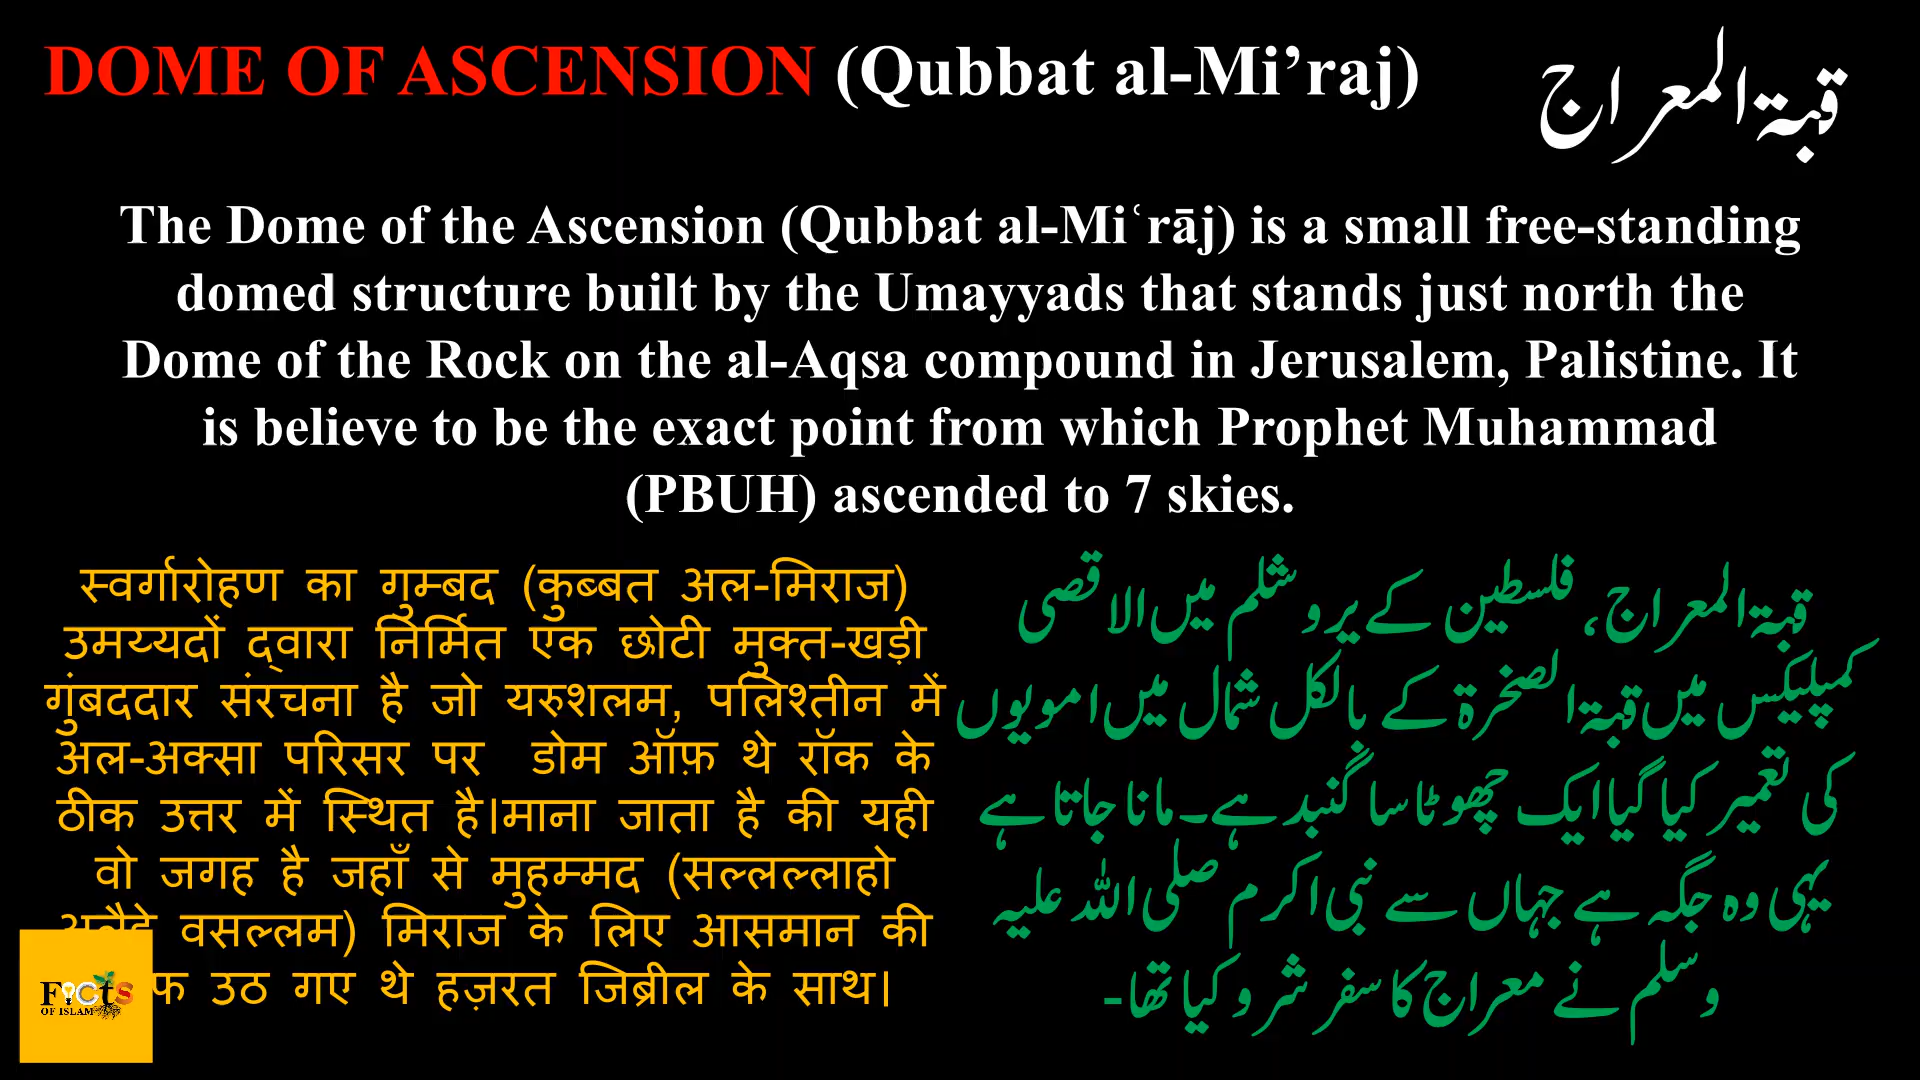 DOME OF ASCENSION (Qubbat al-Mi’raj)
قبۃ المعراج
The Dome of the Ascension (Qubbat al-Miʿrāj) is a small free-standing
domed structure built by the Umayyads that stands just north the
Dome of the Rock on the al-Aqsa compound in Jerusalem, Palistine. It
is believe to be the exact point from which Prophet Muhammad
(PBUH) ascended to 7 skies.
स्वर्गारोहण का गुम्बद (कुब्बत अल-मिराज)
उमय्यदों द्वारा निर्मित एक छोटी मुक्त-खड़ी
गुंबददार संरचना है जो यरुशलम, पलिश्तीन में
अल-अक्सा परिसर पर डोम ऑफ़ थे रॉक के
ठीक उत्तर में स्थित है।माना जाता है की यही
वो जगह है जहाँ से मुहम्मद (सल्लल्लाहो
वसल्लम) मिराज के लिए आसमान की
उठ गए थे हज़रत जिब्रील के साथ।
قبۃ المعراج، فلسطین کے یروشلم میں الاقصی
کمپلیکس میں قبۃ الصخرۃ کے بالکل شمال میں امویوں
کی تعمیر کیا گیا ایک چھوٹا سا گنبد ہے۔ مانا جاتا ہے
یہی وہ جگہ ہے جہاں سے نبی اکرم صلی اللہ علیہ
وسلم نے معراج کا سفر شرو کیا تھا-
Facts
OF ISLAM